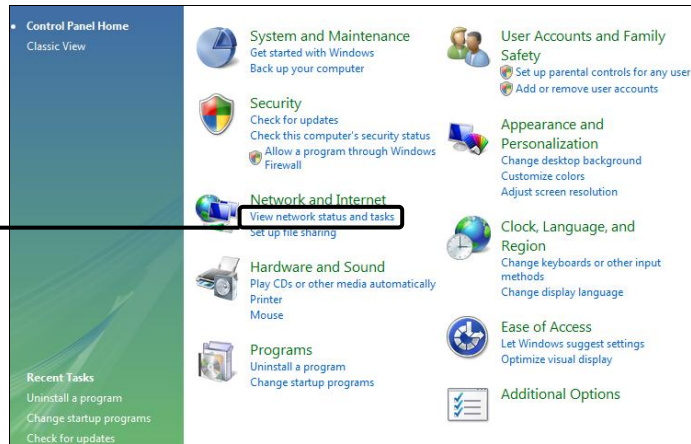 Control Panel Home
Classic View
Recent Tasks
Uninstall a program
Change startup programs
Check for updates
System and Maintenance
Get started with Windows
Back up your computer
Security
Check for updates
Check this computer's security status
Allow a program through Windows
Firewall
Network and Internet
View network status and tasks
Set up file sharing
Hardware and Sound
Play CDs or other media automatically
Printer
Mouse
Programs
Uninstall a program
Change startup programs
User Accounts and Family
Safety
Set up parental controls for any user
Add or remove user accounts
Appearance and
Personalization
Change desktop background
Customize colors
Adjust screen resolution
Clock, Language, and
Region
Change keyboards or other input
methods
Change display language
Ease of Access
Let Windows suggest settings
Optimize visual display
Additional Options